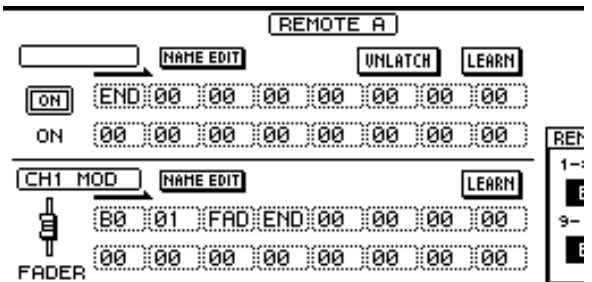 REMOTE A
NAME EDIT UNLATCH LEARN
ON END 00 00 00 00 00 00 00
ON 00 00 00 00 00 00 00 00
CH1 MOD NAME EDIT LEARN
B0 01 FAD END 00 00 00 00
00 00 00 00 00 00 00 00
FADER
1-
9-